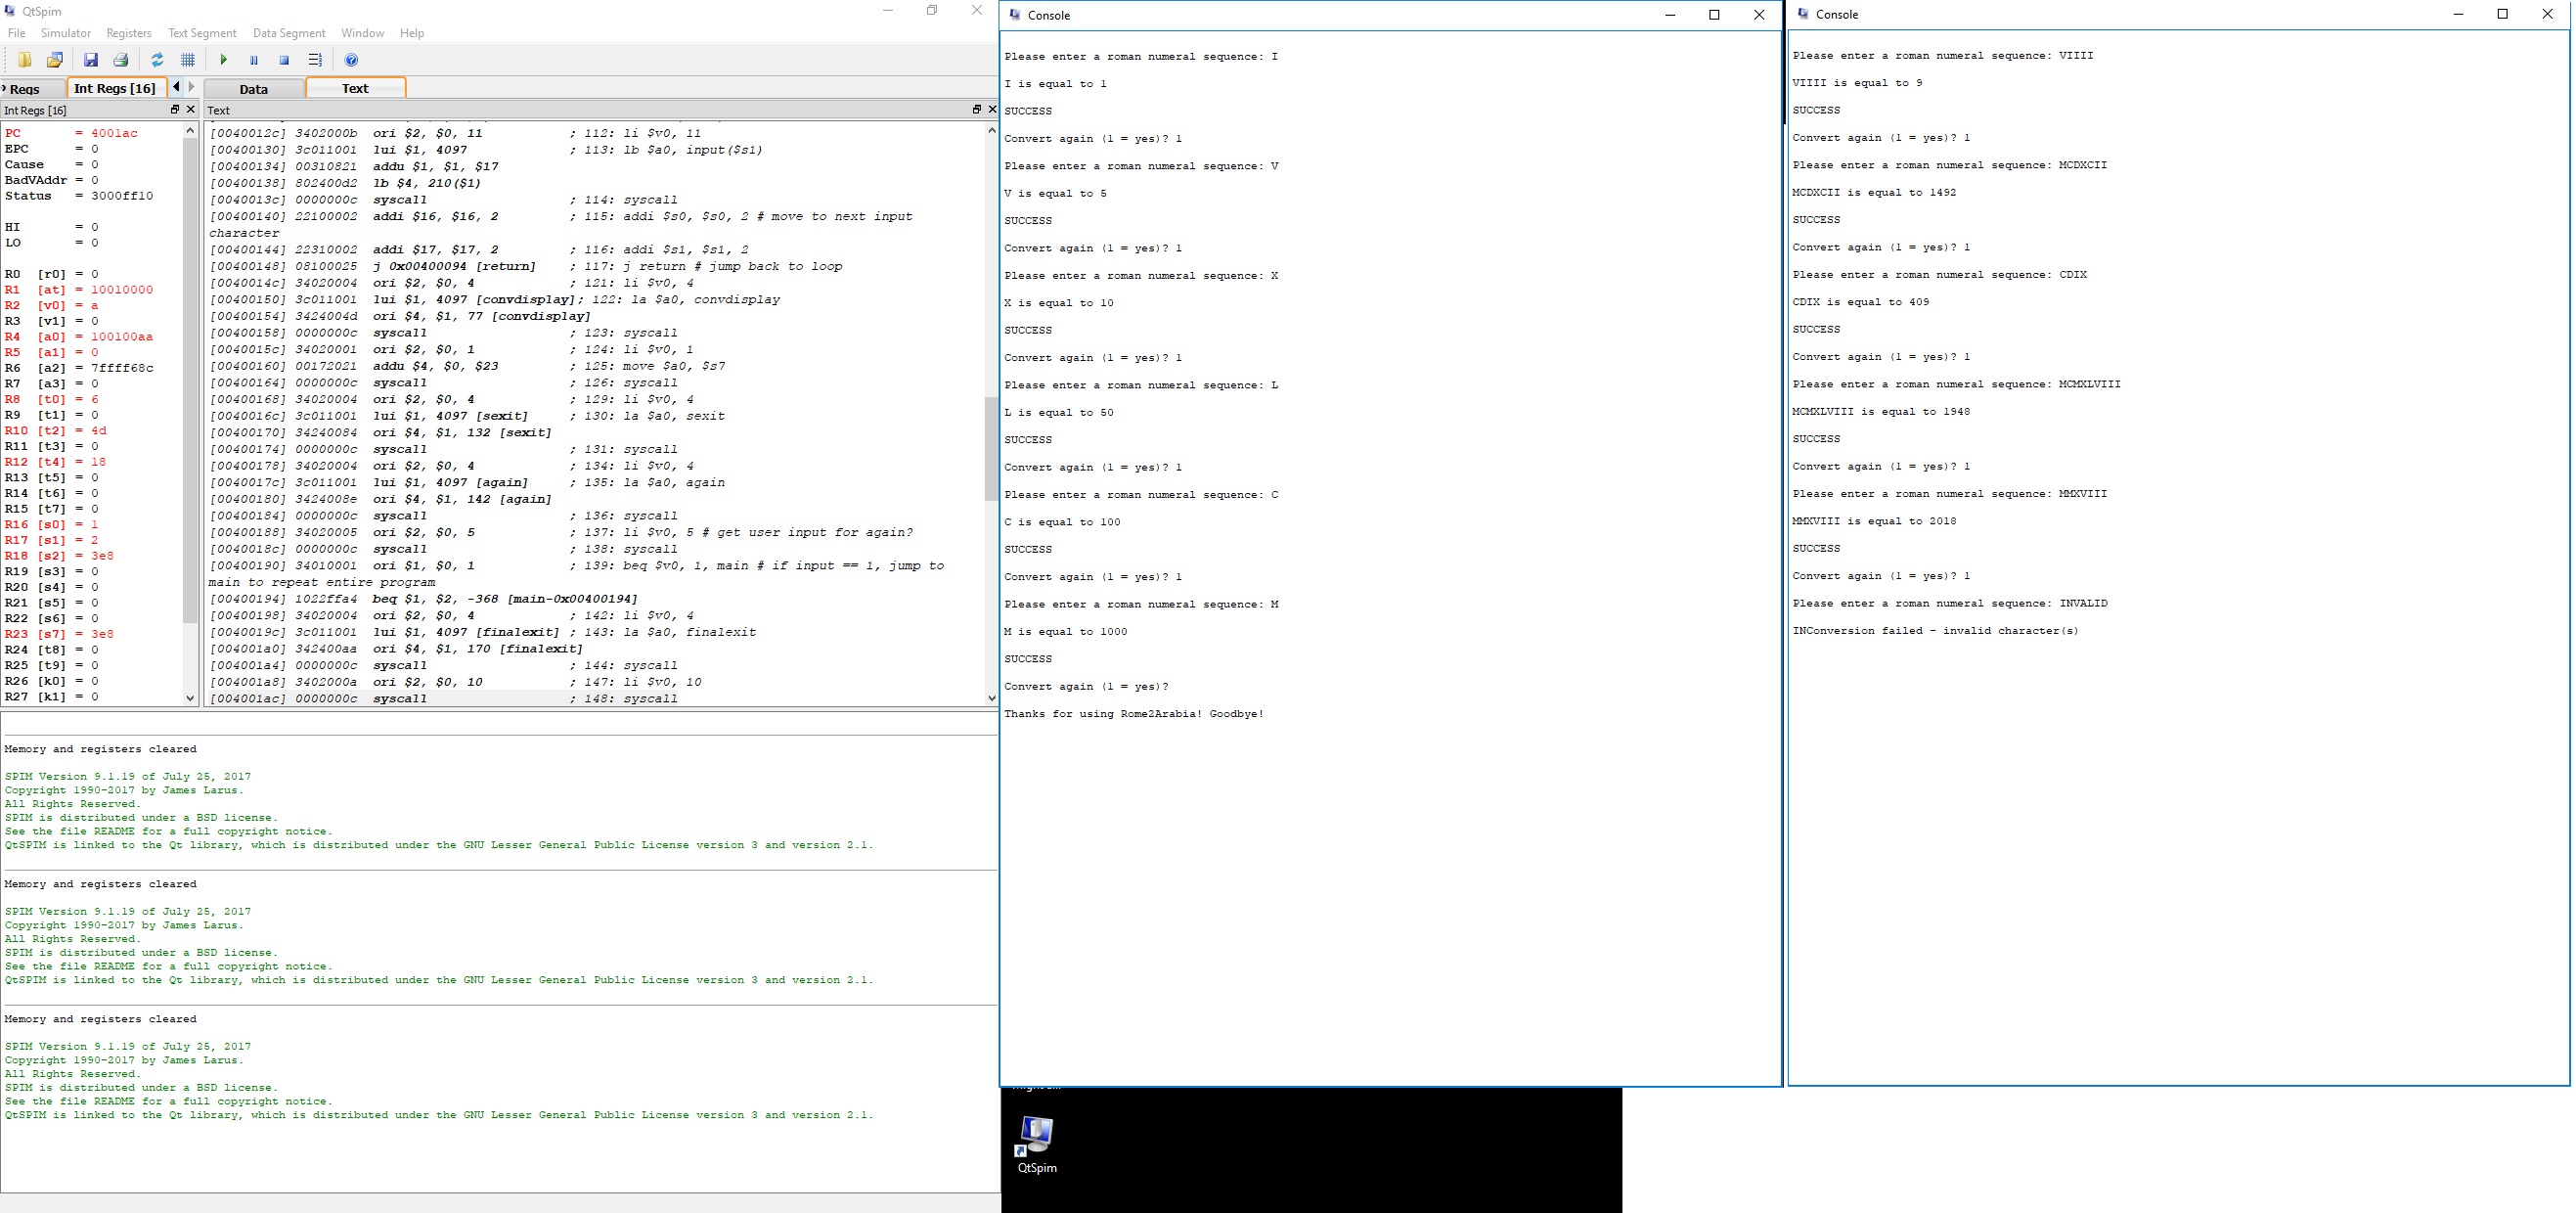 QtSpim
File Simulator Registers Text Segment Data Segment Window Help
Regs Int Regs [16] Data Text
Int Regs [16]
PC = 4001ac
EPC = 0
Cause = 0
BadVAddr = 0
Status = 3000ff10
HI = 0
LO = 0
R0 [r0] = 0
R1 [at] = 10010000
R2 [v0] = a
R3 [v1] = 0
R4 [a0] = 100100aa
R5 [a1] = 0
R6 [a2] = 7ffff68c
R7 [a3] = 0
R8 [t0] = 6
R9 [t1] = 0
R10 [t2] = 4d
R11 [t3] = 0
R12 [t4] = 18
R13 [t5] = 0
R14 [t6] = 0
R15 [t7] = 0
R16 [s0] = 1
R17 [s1] = 2
R18 [s2] = 3e8
R19 [s3] = 0
R20 [s4] = 0
R21 [s5] = 0
R22 [s6] = 0
R23 [s7] = 3e8
R24 [t8] = 0
R25 [t9] = 0
R26 [k0] = 0
R27 [k1] = 0
Text
[0040012c] 3402000b ori $2, $0, 11 ; 112: li $v0, 11
[00400130] 3c011001 lui $1, 4097 ; 113: lb $a0, input($s1)
[00400134] 00310821 addu $1, $1, $17
[00400138] 802400d2 lb $4, 210($1)
[0040013c] 0000000c syscall ; 114: syscall
[00400140] 22100002 addi $16, $16, 2 ; 115: addi $s0, $s0, 2 # move to next input
character
[00400144] 22310002 addi $17, $17, 2 ; 116: addi $s1, $s1, 2
[00400148] 08100025 j 0x00400094 [return] ; 117: j return # jump back to loop
[0040014c] 34020004 ori $2, $0, 4 ; 121: li $v0, 4
[00400150] 3c011001 lui $1, 4097 [convdisplay]; 122: la $a0, convdisplay
[00400154] 3424004d ori $4, $1, 77 [convdisplay]
[00400158] 0000000c syscall ; 123: syscall
[0040015c] 34020001 ori $2, $0, 1 ; 124: li $v0, 1
[00400160] 00172021 addu $4, $0, $23 ; 125: move $a0, $s7
[00400164] 0000000c syscall ; 126: syscall
[00400168] 34020004 ori $2, $0, 4 ; 129: li $v0, 4
[0040016c] 3c011001 lui $1, 4097 [sexit] ; 130: la $a0, sexit
[00400170] 34240084 ori $4, $1, 132 [sexit]
[00400174] 0000000c syscall ; 131: syscall
[00400178] 34020004 ori $2, $0, 4 ; 134: li $v0, 4
[0040017c] 3c011001 lui $1, 4097 [again] ; 135: la $a0, again
[00400180] 3424008e ori $4, $1, 142 [again]
[00400184] 0000000c syscall ; 136: syscall
[00400188] 34020005 ori $2, $0, 5 ; 137: li $v0, 5 # get user input for again?
[0040018c] 0000000c syscall ; 138: syscall
[00400190] 34010001 ori $1, $0, 1 ; 139: beq $v0, 1, main # if input == 1, jump to
main to repeat entire program
[00400194] 1022ffa4 beq $1, $2, -368 [main-0x00400194]
[00400198] 34020004 ori $2, $0, 4 ; 142: li $v0, 4
[0040019c] 3c011001 lui $1, 4097 [finalexit] ; 143: la $a0, finalexit
[004001a0] 342400aa ori $4, $1, 170 [finalexit]
[004001a4] 0000000c syscall ; 144: syscall
[004001a8] 3402000a ori $2, $0, 10 ; 147: li $v0, 10
[004001ac] 0000000c syscall ; 148: syscall
Memory and registers cleared
SPIM Version 9.1.19 of July 25, 2017
Copyright 1990-2017 by James Larus.
All Rights Reserved.
SPIM is distributed under a BSD license.
See the file README for a full copyright notice.
QtSPIM is linked to the Qt library, which is distributed under the GNU Lesser General Public License version 3 and version 2.1.
Memory and registers cleared
SPIM Version 9.1.19 of July 25, 2017
Copyright 1990-2017 by James Larus.
All Rights Reserved.
SPIM is distributed under a BSD license.
See the file README for a full copyright notice.
QtSPIM is linked to the Qt library, which is distributed under the GNU Lesser General Public License version 3 and version 2.1.
Memory and registers cleared
SPIM Version 9.1.19 of July 25, 2017
Copyright 1990-2017 by James Larus.
All Rights Reserved.
SPIM is distributed under a BSD license.
See the file README for a full copyright notice.
QtSPIM is linked to the Qt library, which is distributed under the GNU Lesser General Public License version 3 and version 2.1.
Console
Please enter a roman numeral sequence: I
I is equal to 1
SUCCESS
Convert again (1 = yes)? 1
Please enter a roman numeral sequence: V
V is equal to 5
SUCCESS
Convert again (1 = yes)? 1
Please enter a roman numeral sequence: X
X is equal to 10
SUCCESS
Convert again (1 = yes)? 1
Please enter a roman numeral sequence: L
L is equal to 50
SUCCESS
Convert again (1 = yes)? 1
Please enter a roman numeral sequence: C
C is equal to 100
SUCCESS
Convert again (1 = yes)? 1
Please enter a roman numeral sequence: M
M is equal to 1000
SUCCESS
Convert again (1 = yes)?
Thanks for using Rome2Arabia! Goodbye!
Console
Please enter a roman numeral sequence: VIIII
VIIII is equal to 9
SUCCESS
Convert again (1 = yes)? 1
Please enter a roman numeral sequence: MCDXCII
MCDXCII is equal to 1492
SUCCESS
Convert again (1 = yes)? 1
Please enter a roman numeral sequence: CDIX
CDIX is equal to 409
SUCCESS
Convert again (1 = yes)? 1
Please enter a roman numeral sequence: MCMXLVIII
MCMXLVIII is equal to 1948
SUCCESS
Convert again (1 = yes)? 1
Please enter a roman numeral sequence: MMXVIII
MMXVIII is equal to 2018
SUCCESS
Convert again (1 = yes)? 1
Please enter a roman numeral sequence: INVALID
INConversion failed - invalid character(s)
QtSpim